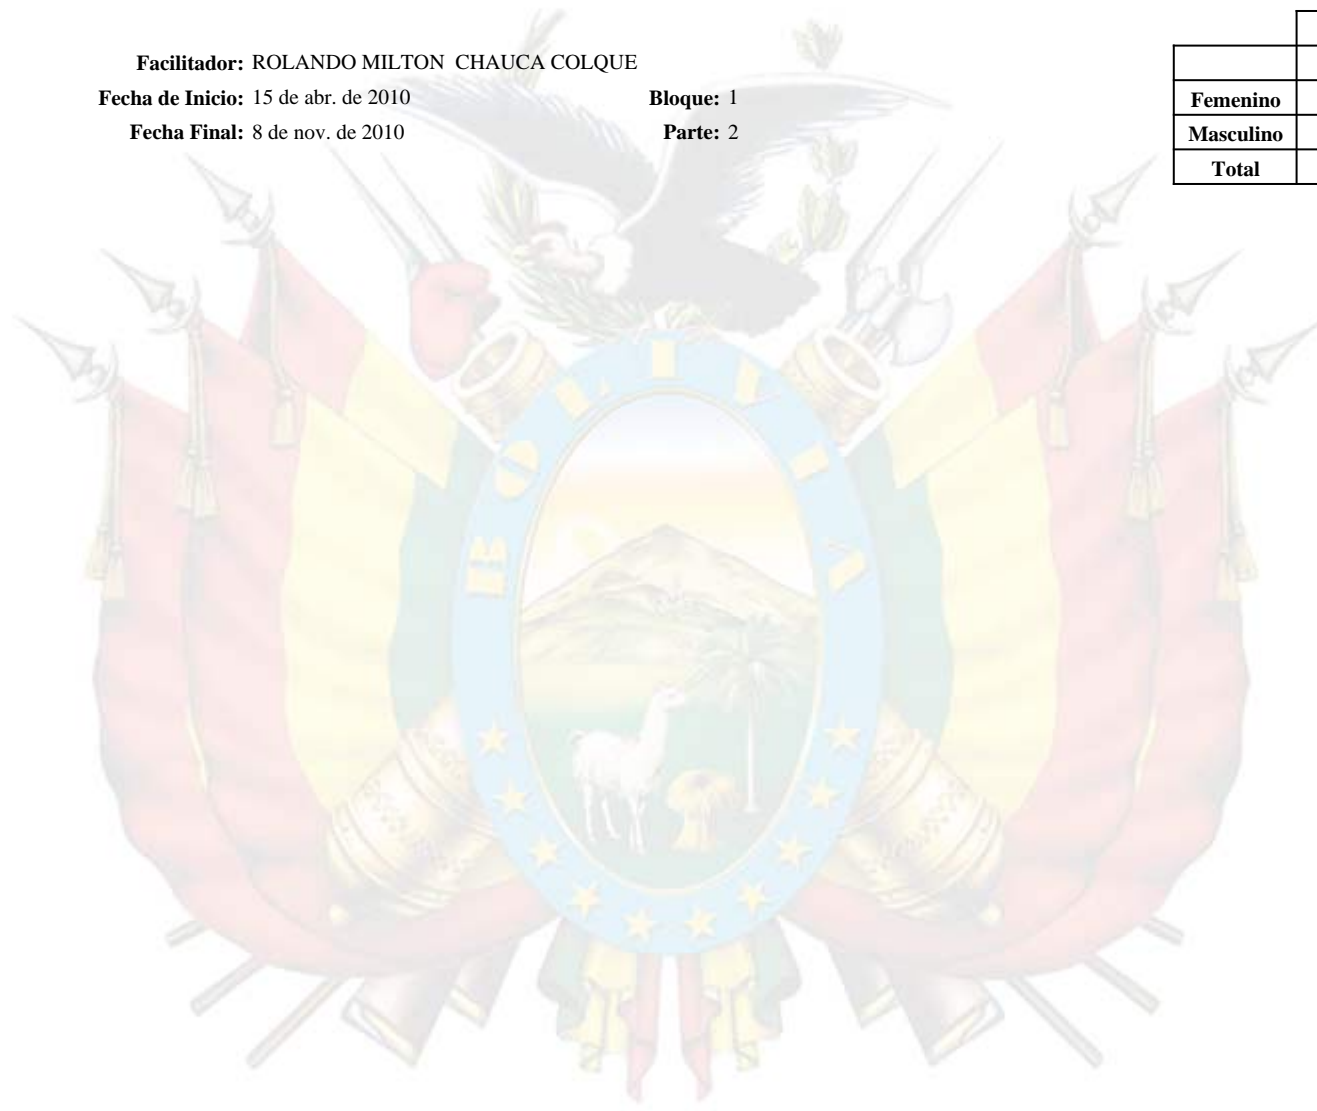 Facilitador: ROLANDO MILTON CHAUCA COLQUE
Fecha de Inicio: 15 de abr. de 2010 Bloque: 1
Fecha Final: 8 de nov. de 2010 Parte: 2
Femenino
Masculino
Total
BOLIVIA